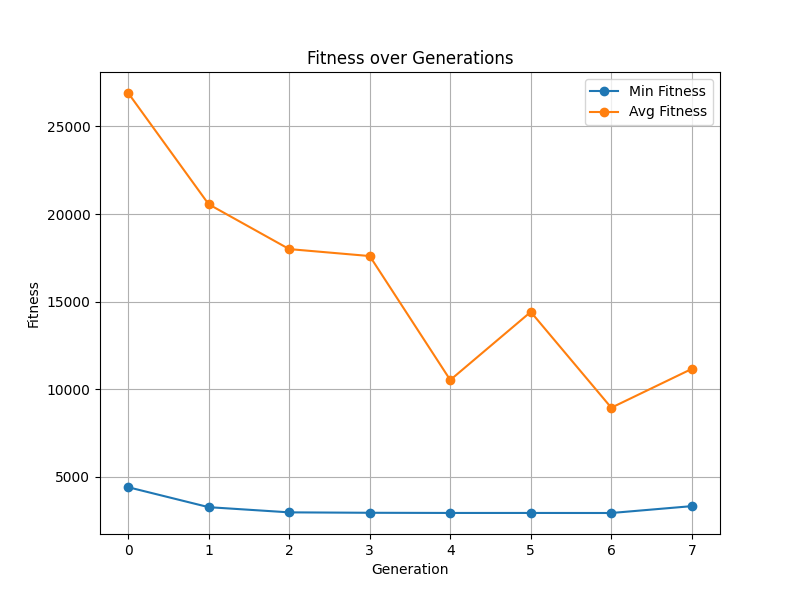 Fitness over Generations
Min Fitness
Avg Fitness
25000
20000
15000
10000
5000
Fitness
0 1 2 3 4 5 6 7
Generation